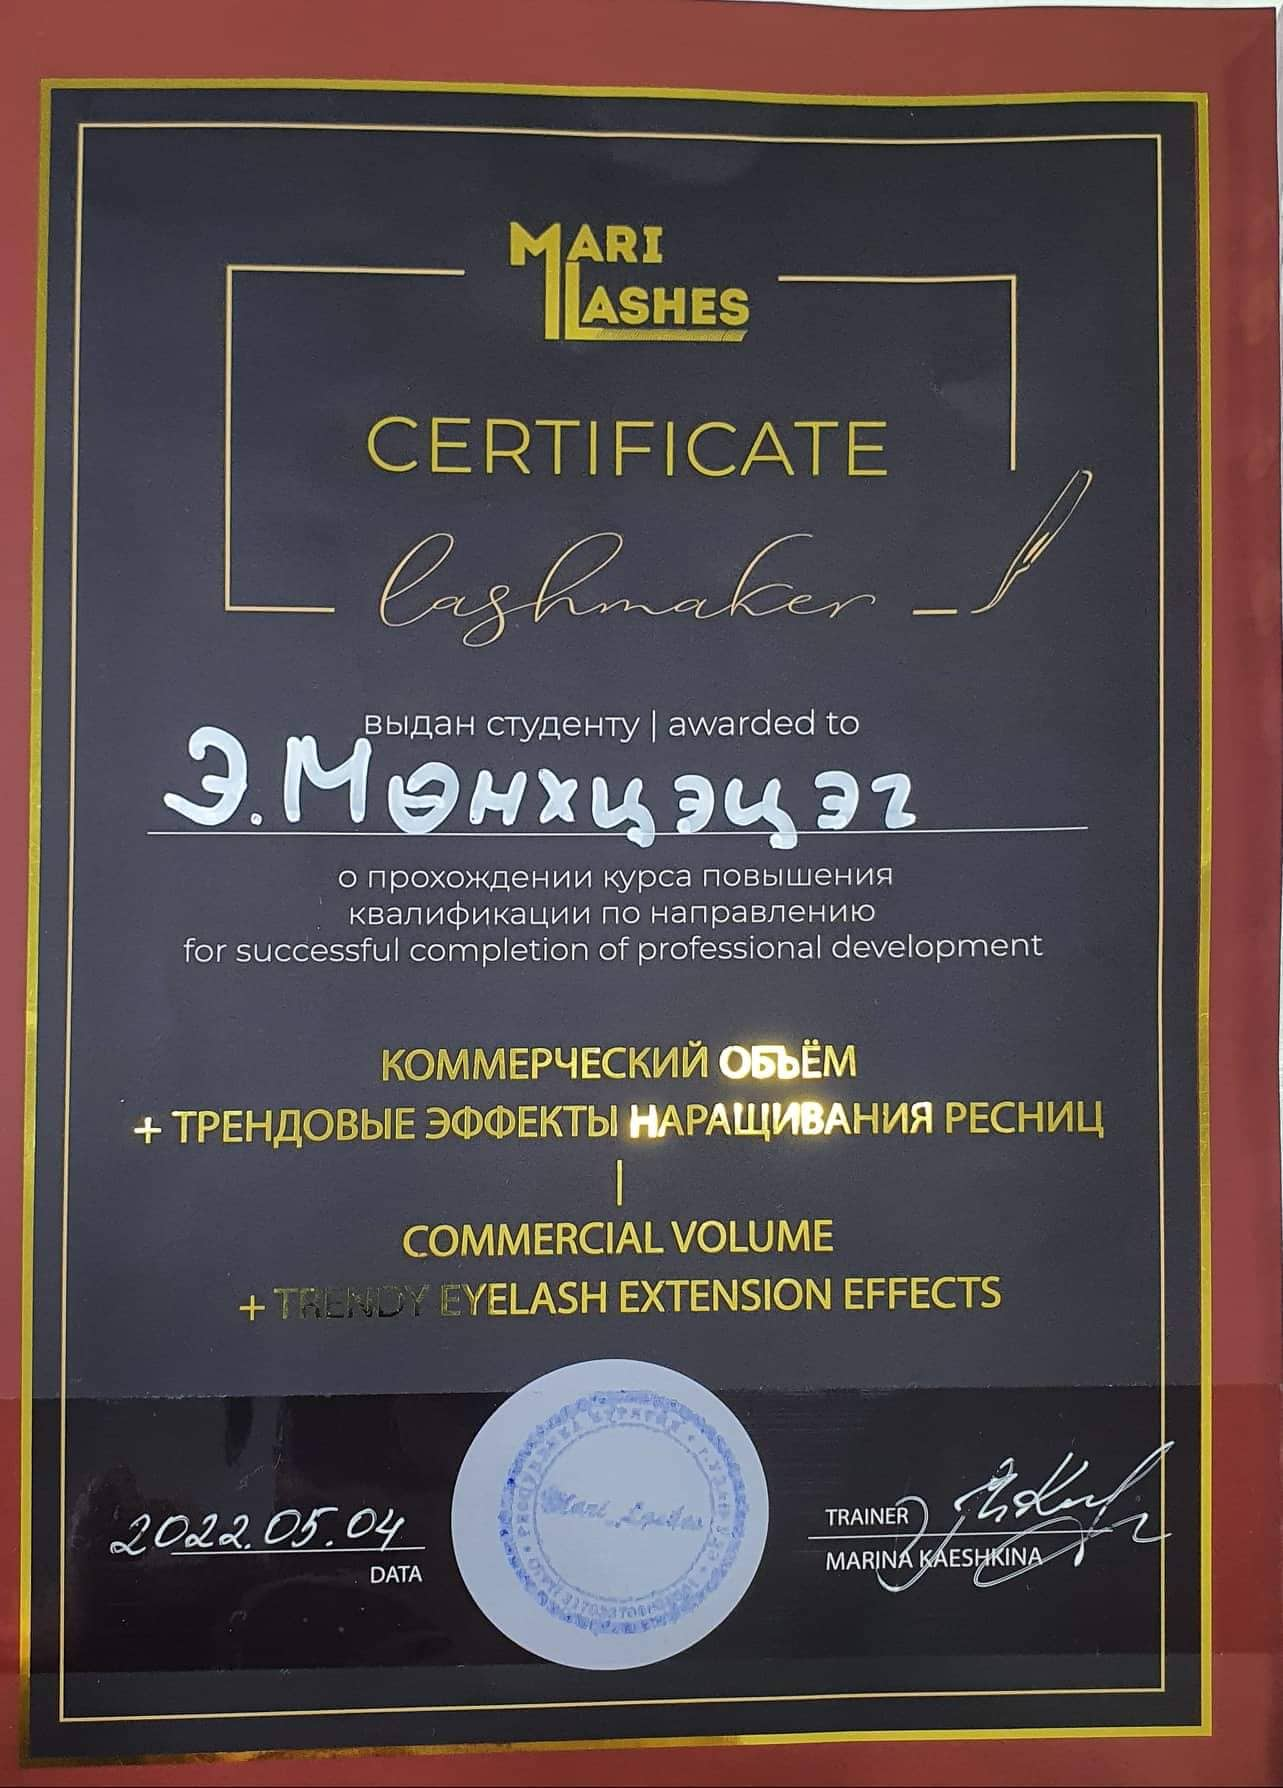 MARI
LASHES
CERTIFICATE
lashmaker
выдан студенту | awarded to
Э.Мөнхцэцэг
о прохождении курса повышения
квалификации по направлению
for successful completion of professional development
КОММЕРЧЕСКИЙ ОБЪЁМ
+ ТРЕНДОВЫЕ ЭФФЕКТЫ НАРАЩИВАНИЯ РЕСНИЦ
|
COMMERCIAL VOLUME
+ TRENDY EYELASH EXTENSION EFFECTS
2022.05.04
DATA
TRAINER
MARINA KAESHKINA